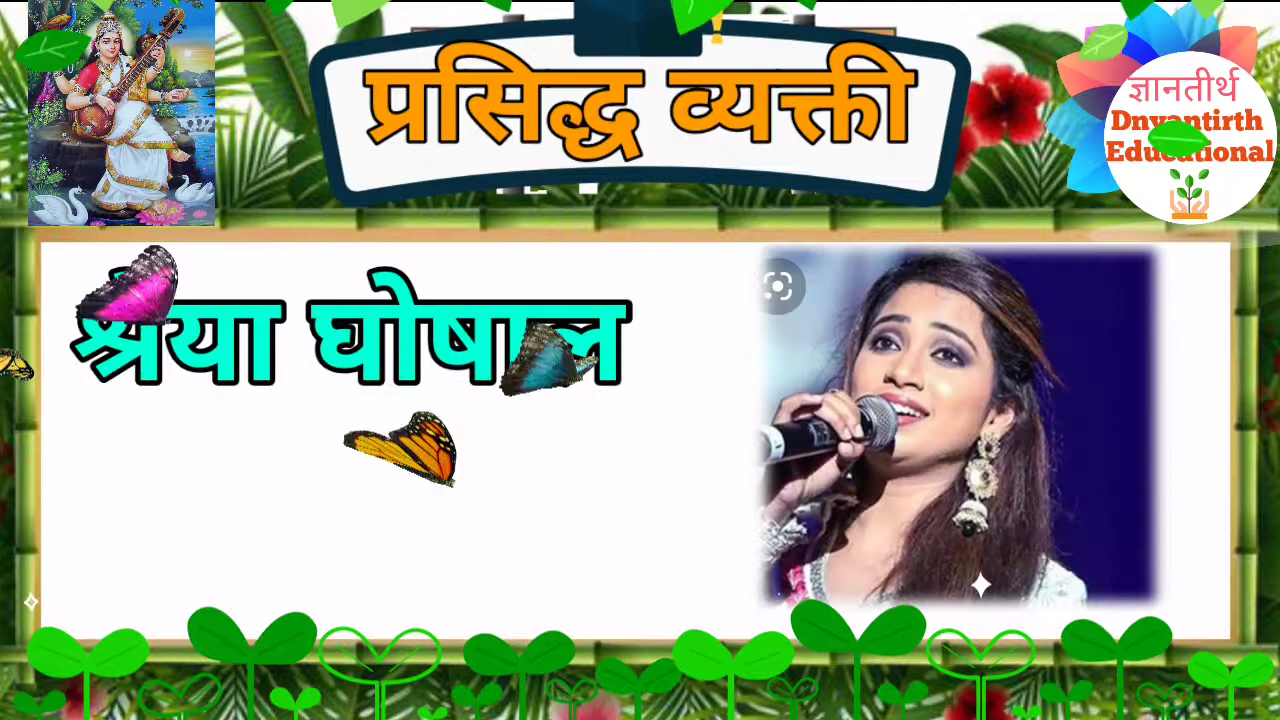 प्रसिद्ध व्यक्ती
ज्ञानतीर्थ
Dnyantirth
Educational
श्रेया घोषाल